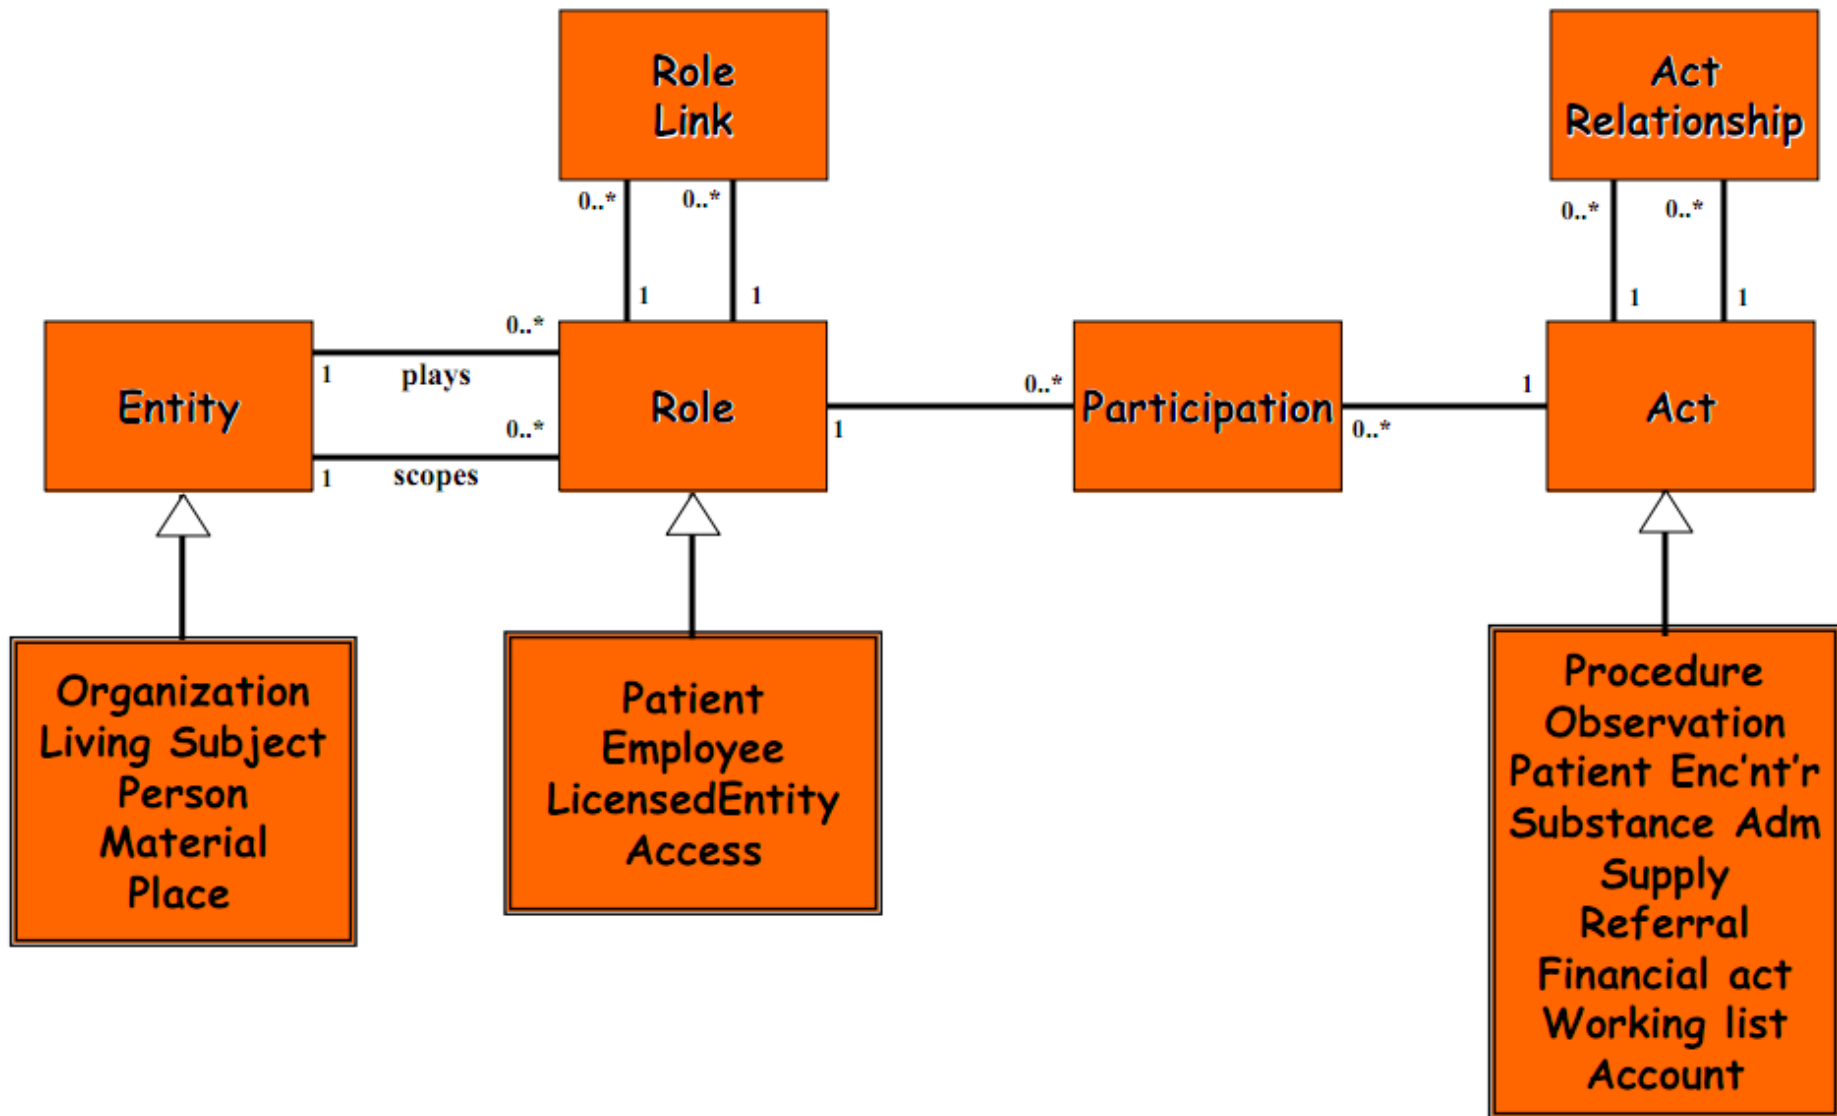 Role
Link
Act
Relationship
0..*
0..*
0..*
0..*
1
1
1
1
Entity
1
plays
0..*
1
scopes
0..*
Role
1
0..*
Participation
0..*
1
Act
Organization
Living Subject
Person
Material
Place
Patient
Employee
LicensedEntity
Access
Procedure
Observation
Patient Enc'nt'r
Substance Adm
Supply
Referral
Financial act
Working list
Account